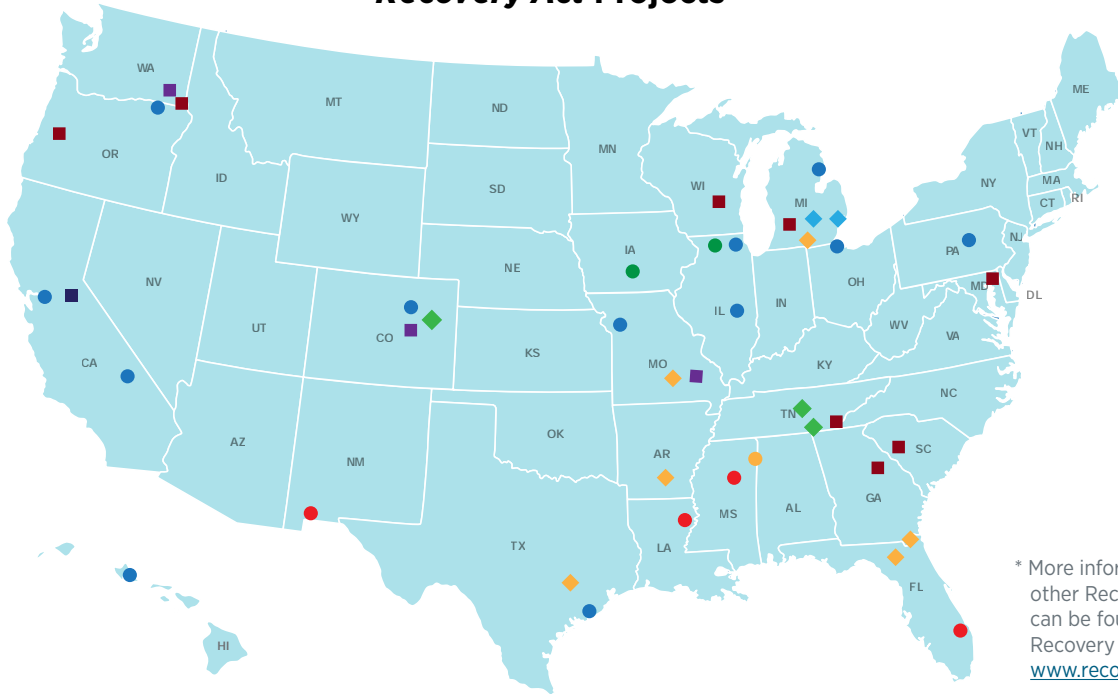 Recovery Act Projects
WA
MT
ND
MN
ME
VT
NH
OR
ID
SD
WI
MI
NY
MA
CT
RI
WY
IA
NE
PA
NJ
NV
UT
CO
KS
MO
IL
IN
OH
MD
DL
WV
VA
KY
CA
AZ
NM
OK
AR
TN
NC
SC
GA
MS
AL
TX
LA
FL
HI
* More infor
other Rec
can be fou
Recovery
www.reco